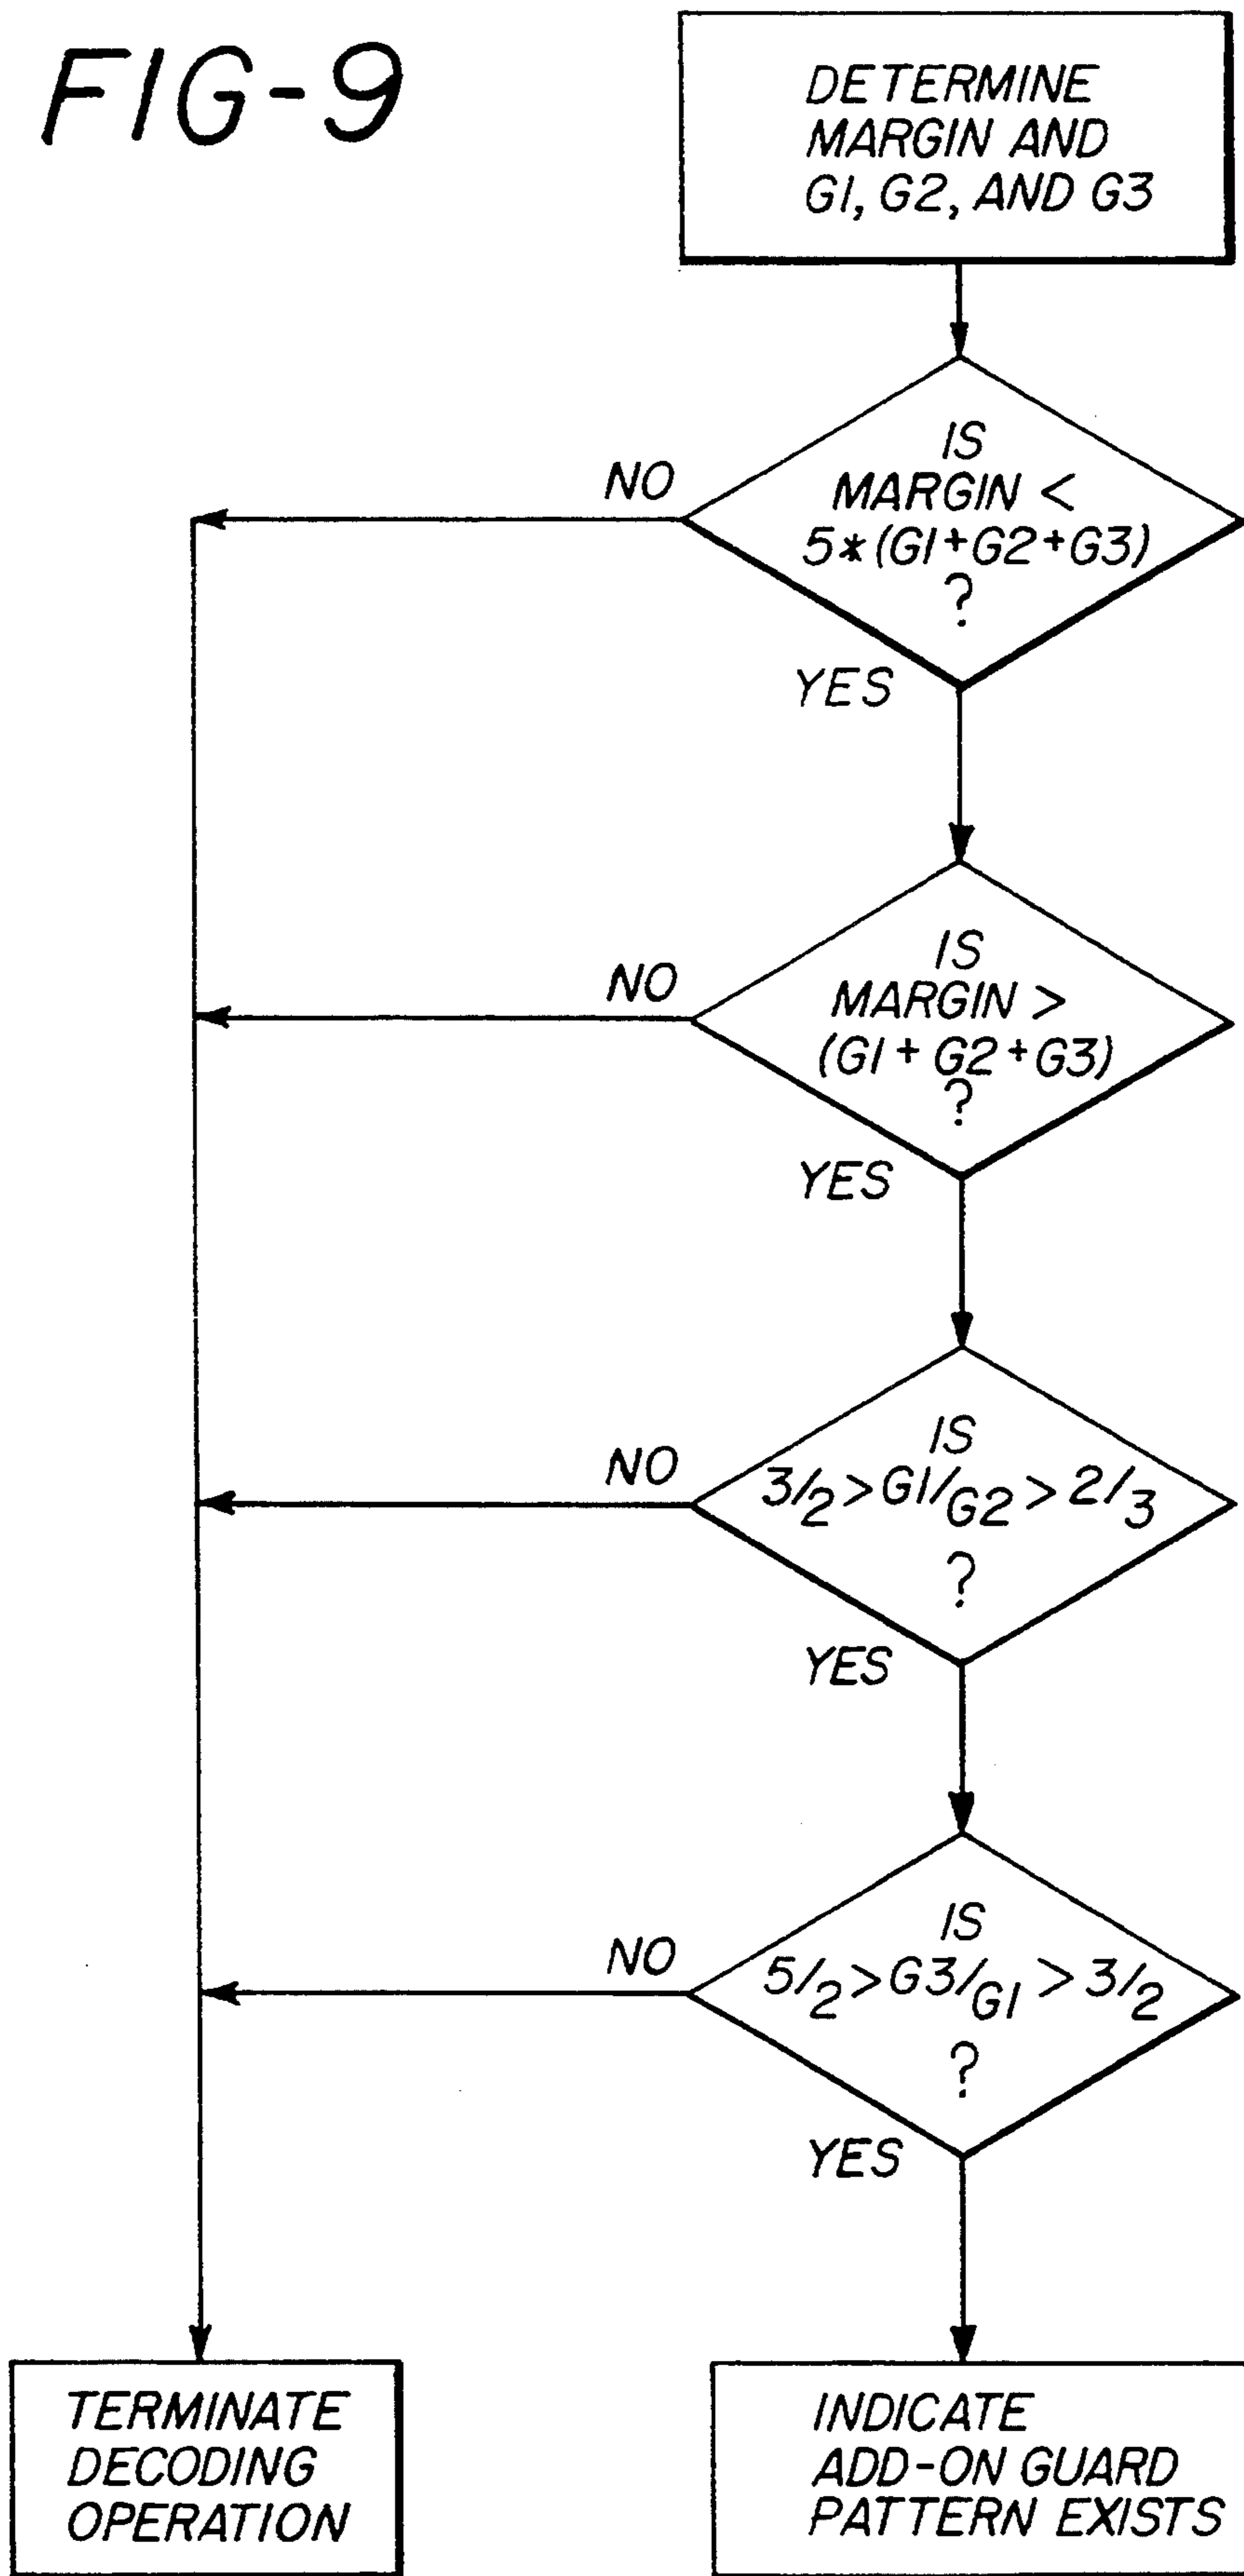 FIG-9
DETERMINE
MARGIN AND
G1, G2, AND G3
IS
MARGIN <
5*(G1+G2+G3)
?
NO
YES
IS
MARGIN >
(G1+G2+G3)
?
NO
YES
IS
3/2>G1/G2>2/3
?
NO
YES
IS
5/2>G3/G1>3/2
?
NO
YES
TERMINATE
DECODING
OPERATION
INDICATE
ADD-ON GUARD
PATTERN EXISTS